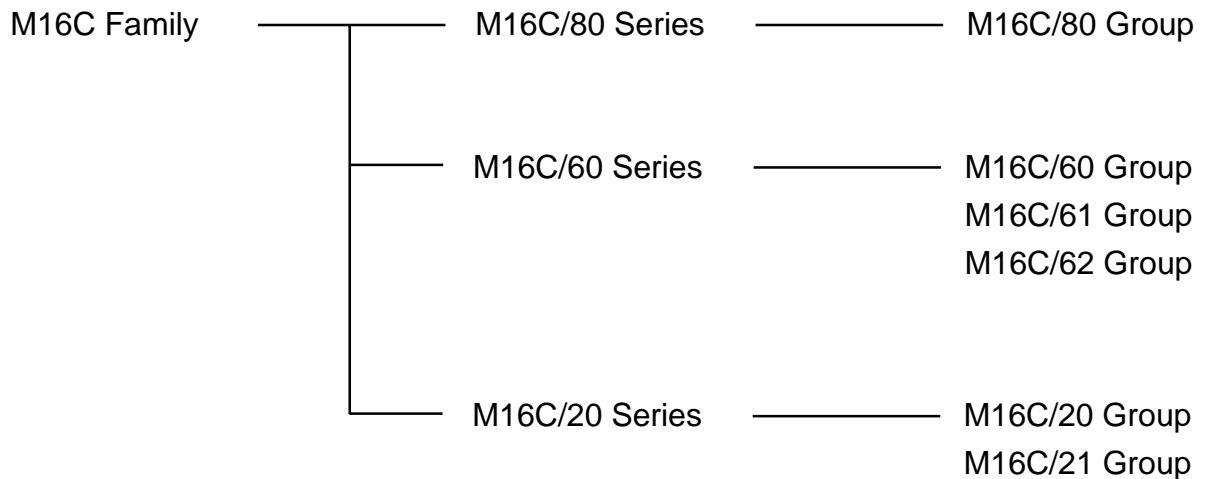 M16C Family M16C/80 Series M16C/80 Group
M16C/60 Series M16C/60 Group
M16C/61 Group
M16C/62 Group
M16C/20 Series M16C/20 Group
M16C/21 Group